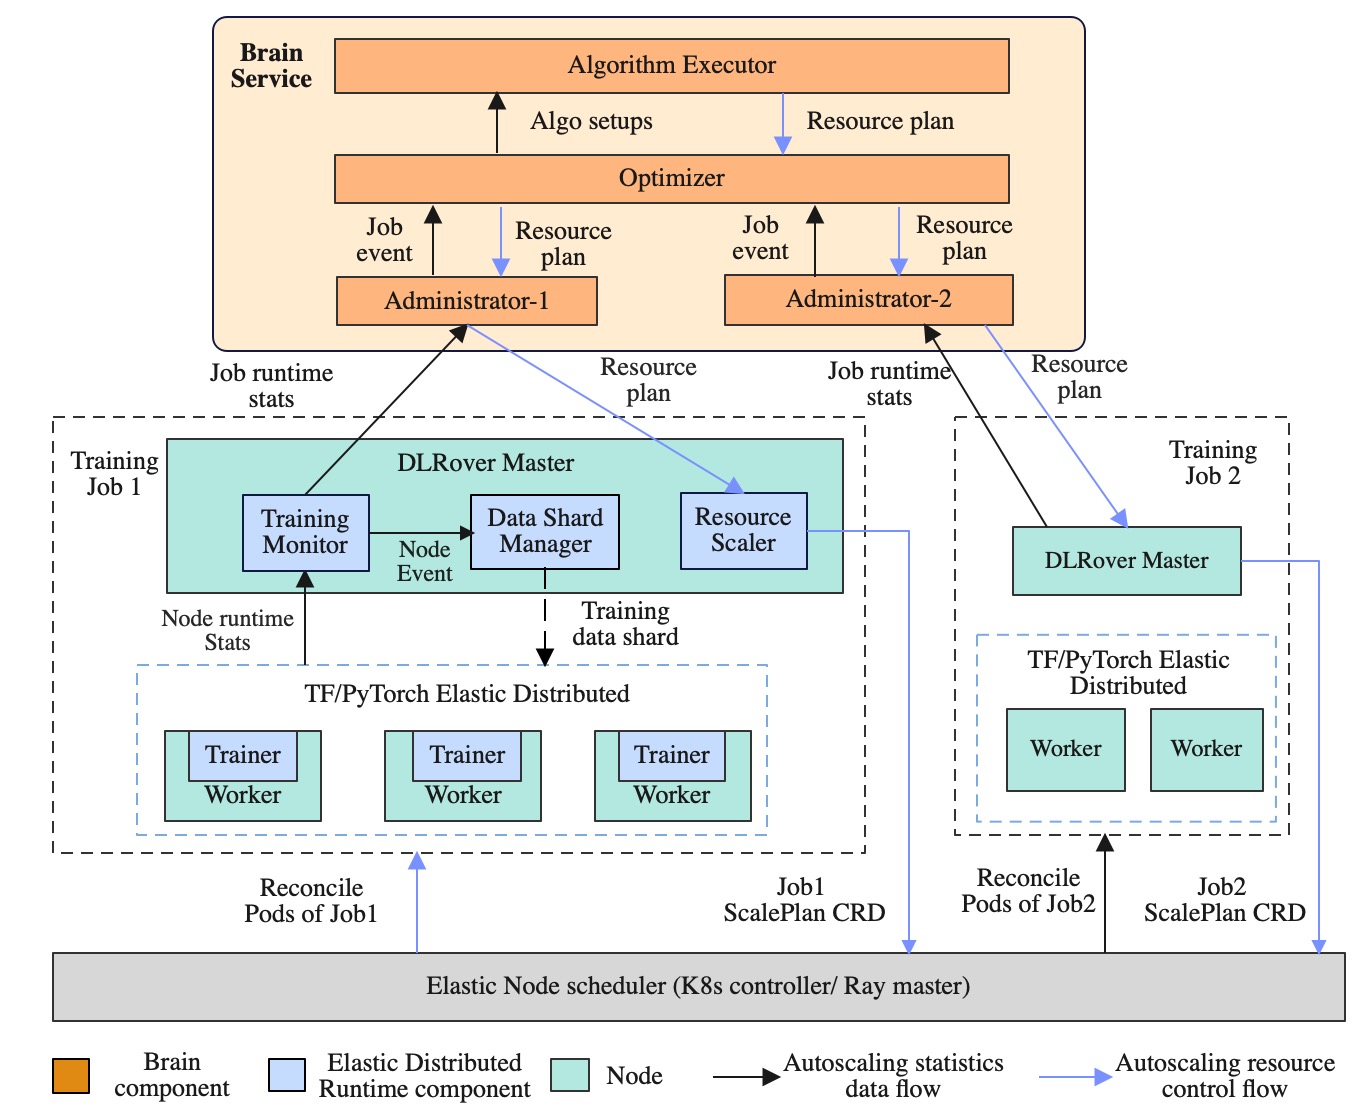 Brain
Service
Algorithm Executor
Algo setups
Resource plan
Optimizer
Job
event
Resource
plan
Job
event
Resource
plan
Administrator-1
Administrator-2
Job runtime
stats
Resource
plan
Job runtime
stats
Resource
plan
Training
Job 1
DLRover Master
Training
Monitor
Node
Event
Data Shard
Manager
Resource
Scaler
Training
Job 2
DLRover Master
Node runtime
Stats
Training
data shard
TF/PyTorch Elastic Distributed
Trainer
Worker
Trainer
Worker
Trainer
Worker
TF/PyTorch Elastic
Distributed
Worker
Worker
Reconcile
Pods of Job1
Job1
ScalePlan CRD
Reconcile
Pods of Job2
Job2
ScalePlan CRD
Elastic Node scheduler (K8s controller/ Ray master)
Brain
component
Elastic Distributed
Runtime component
Node
Autoscaling statistics
data flow
Autoscaling resource
control flow